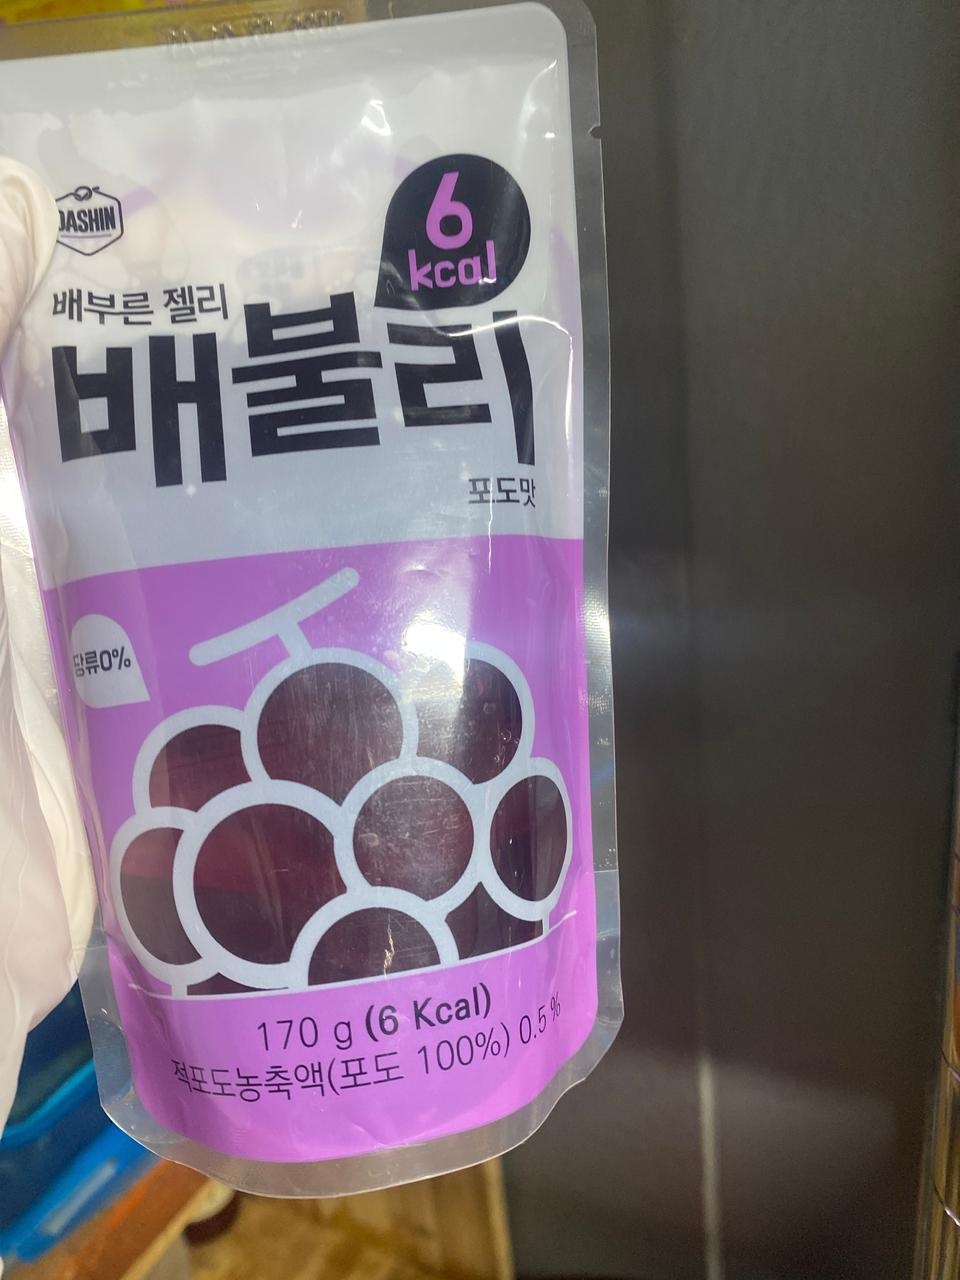 DASHIN
6
kcal
배부른 젤리
배불리
포도맛
당류0%
170 g (6 Kcal)
적포도농축액(포도 100%) 0.5%